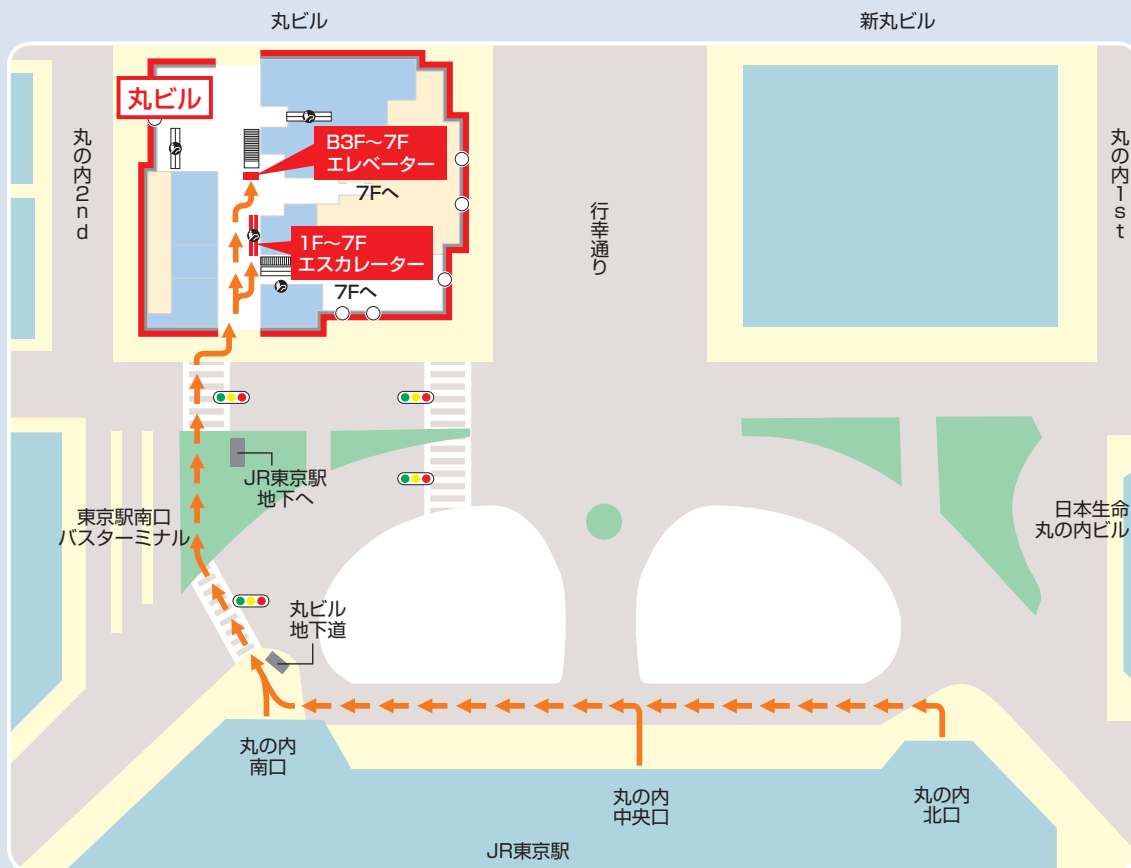 丸ビル
新丸ビル
丸ビル
丸の内2nd
B3F〜7F
エレベーター
7Fへ
1F〜7F
エスカレーター
7Fへ
行幸通り
丸の内1st
JR東京駅
地下へ
東京駅南口
バスターミナル
日本生命
丸の内ビル
丸ビル
地下道
丸の内
南口
丸の内
中央口
丸の内
北口
JR東京駅